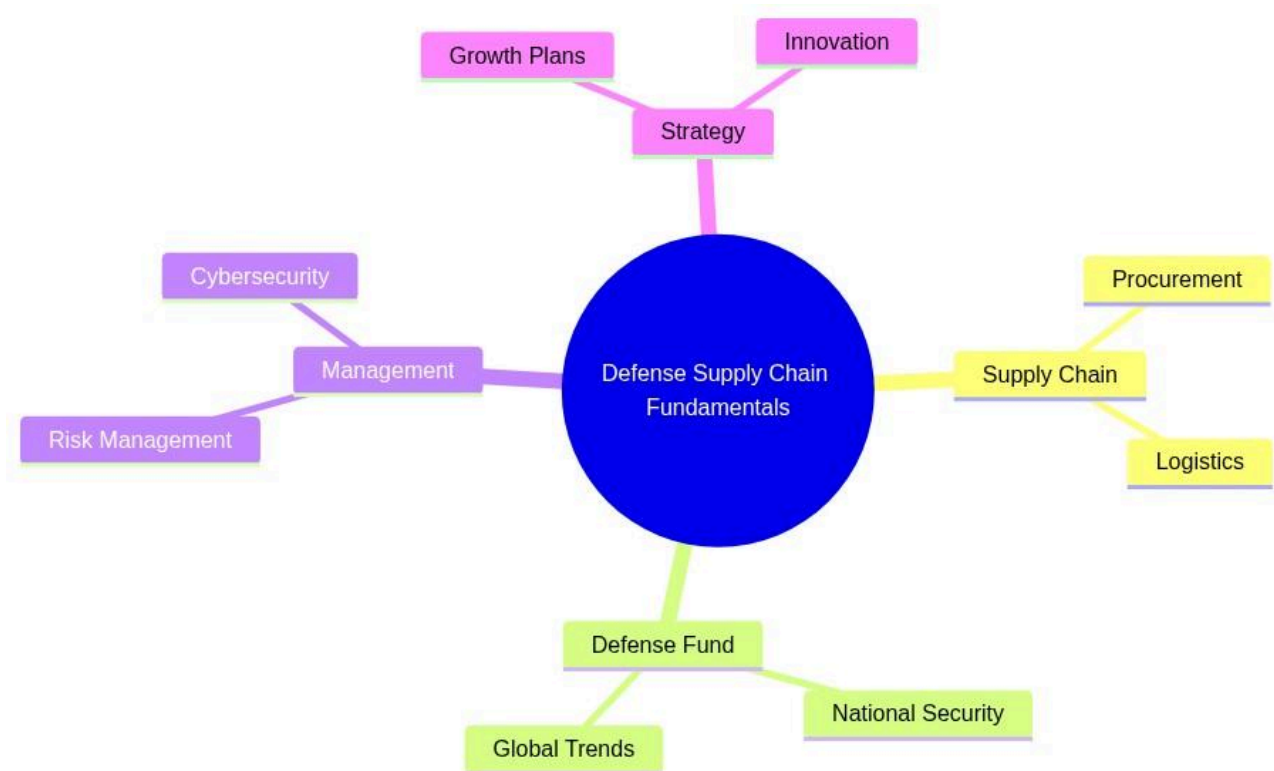 Growth Plans
Innovation
Strategy
Cybersecurity
Management
Risk Management
Defense Supply Chain
Fundamentals
Procurement
Supply Chain
Logistics
Defense Fund
National Security
Global Trends